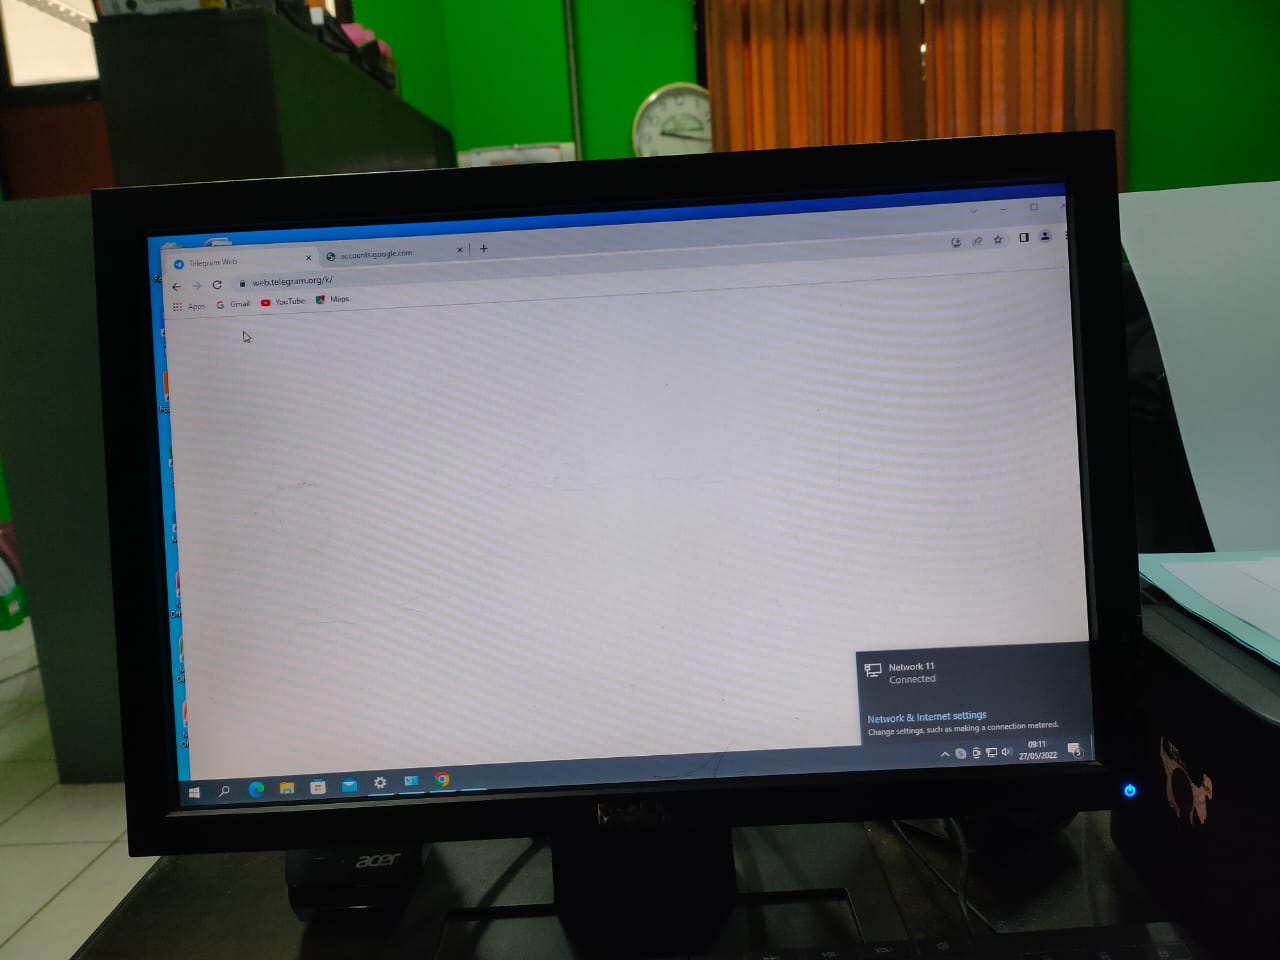 Telegram Web
accounts.google.com
web.telegram.org/k/
Apps
Gmail
YouTube
Maps
Network 11
Connected
Network & Internet settings
Change settings, such as making a connection metered.
09:11
27/05/2022
acer